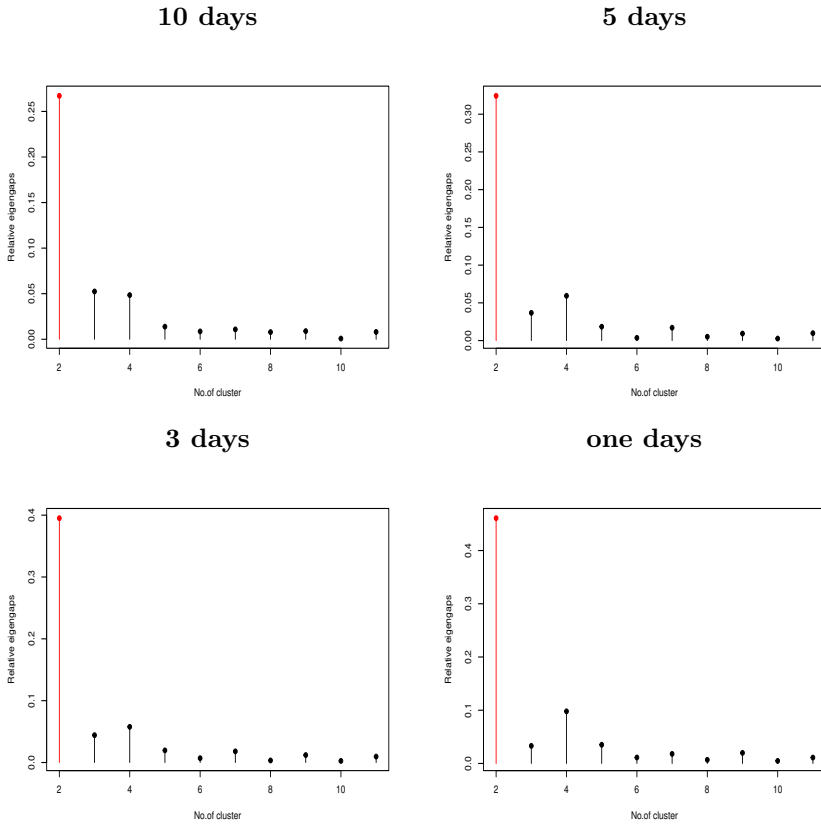 10 days
5 days
Relative eigengaps
0.00 0.05 0.10 0.15 0.20 0.25
2 4 6 8 10
No.of cluster
Relative eigengaps
0.00 0.05 0.10 0.15 0.20 0.25 0.30
2 4 6 8 10
No.of cluster
3 days
one days
Relative eigengaps
0.0 0.1 0.2 0.3 0.4
2 4 6 8 10
No.of cluster
Relative eigengaps
0.0 0.1 0.2 0.3 0.4
2 4 6 8 10
No.of cluster